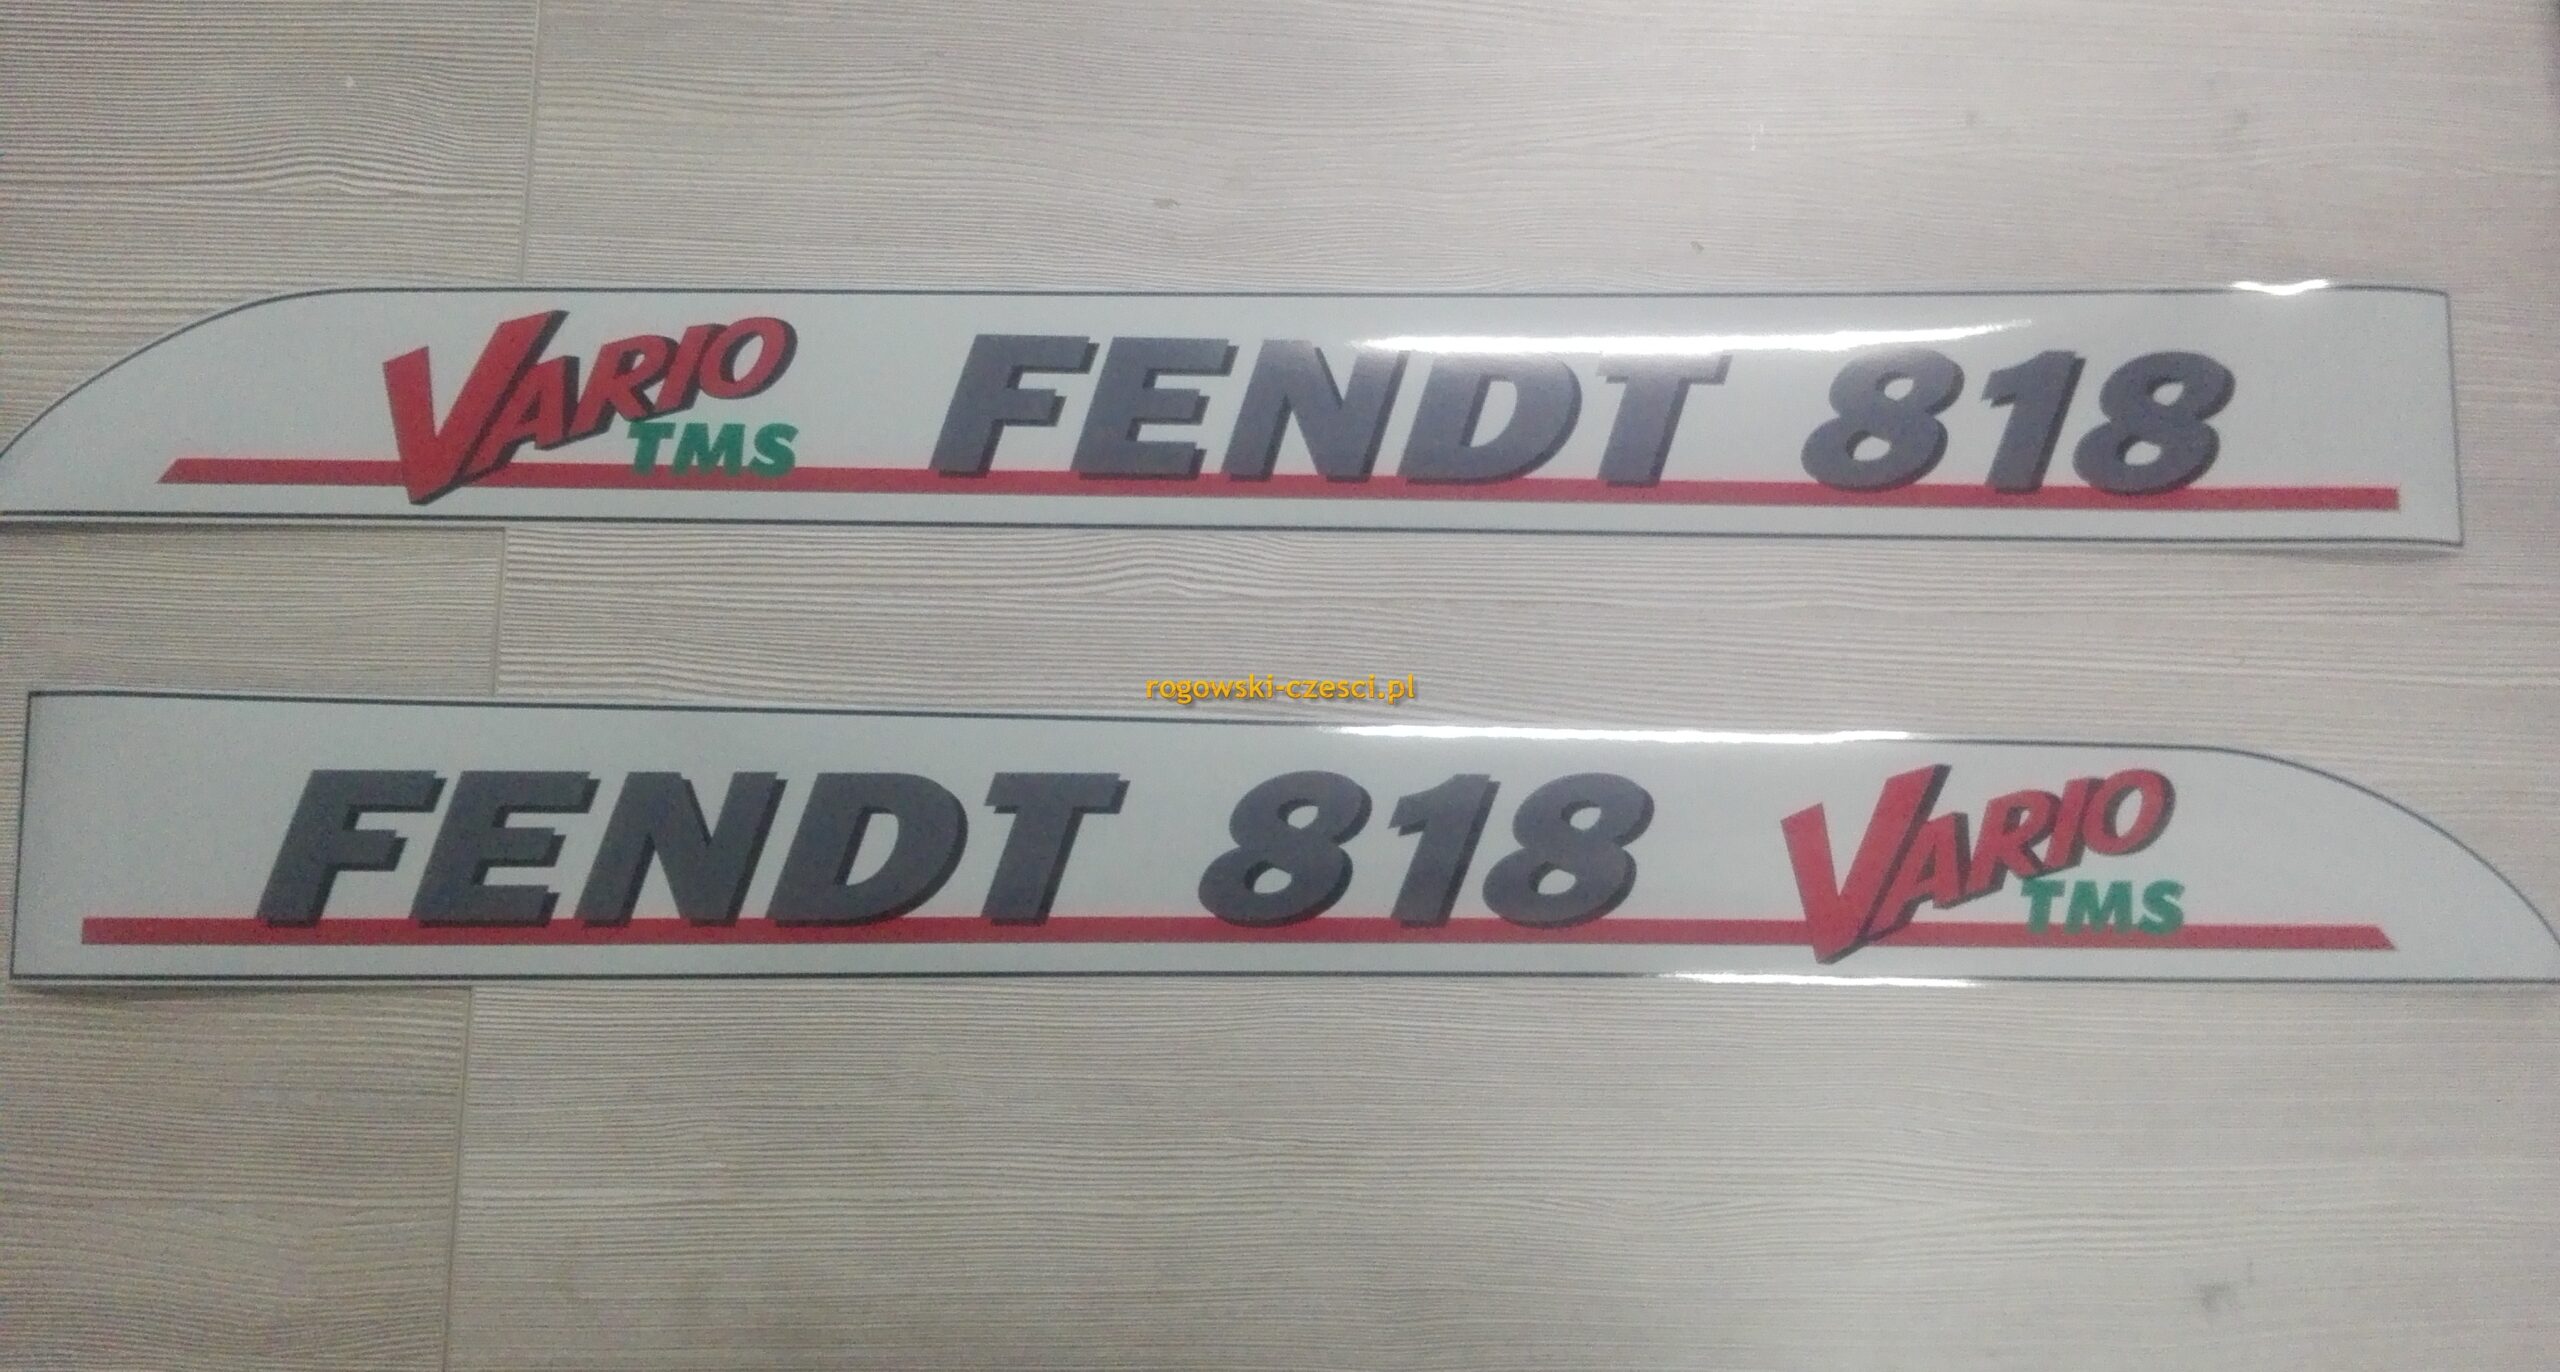 VARIO FENDT 818
TMS
rogowski-czesci.pl
FENDT 818 VARIO
TMS